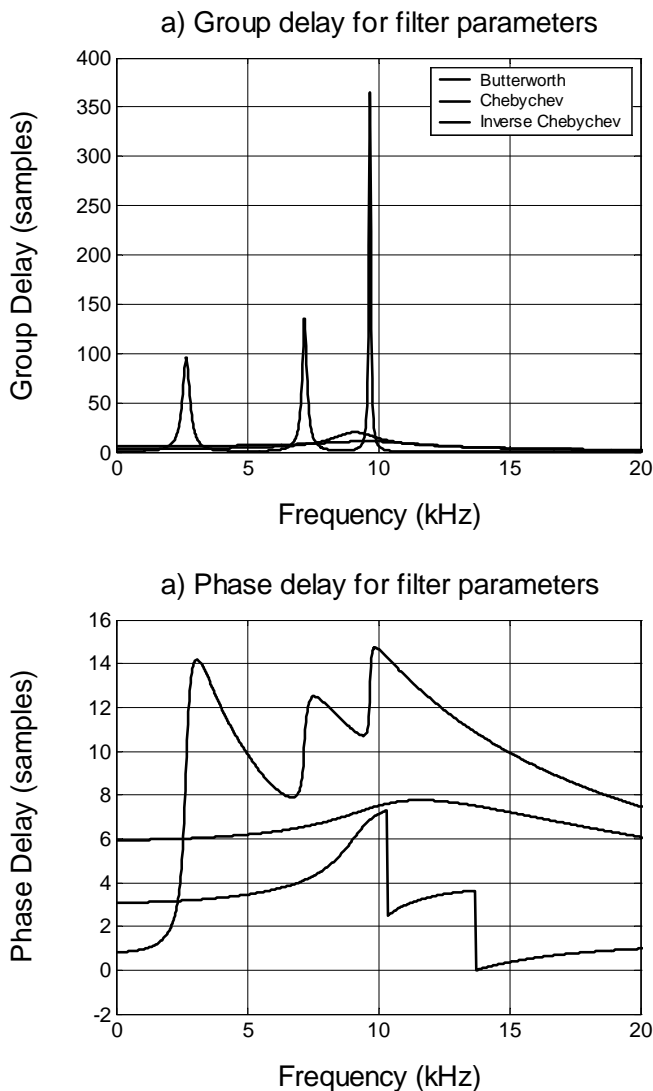 a) Group delay for filter parameters
400
350
300
250
200
150
100
50
0
Group Delay (samples)
Butterworth
Chebychev
Inverse Chebychev
0 5 10 15 20
Frequency (kHz)
a) Phase delay for filter parameters
16
14
12
10
8
6
4
2
0
-2
Phase Delay (samples)
0 5 10 15 20
Frequency (kHz)